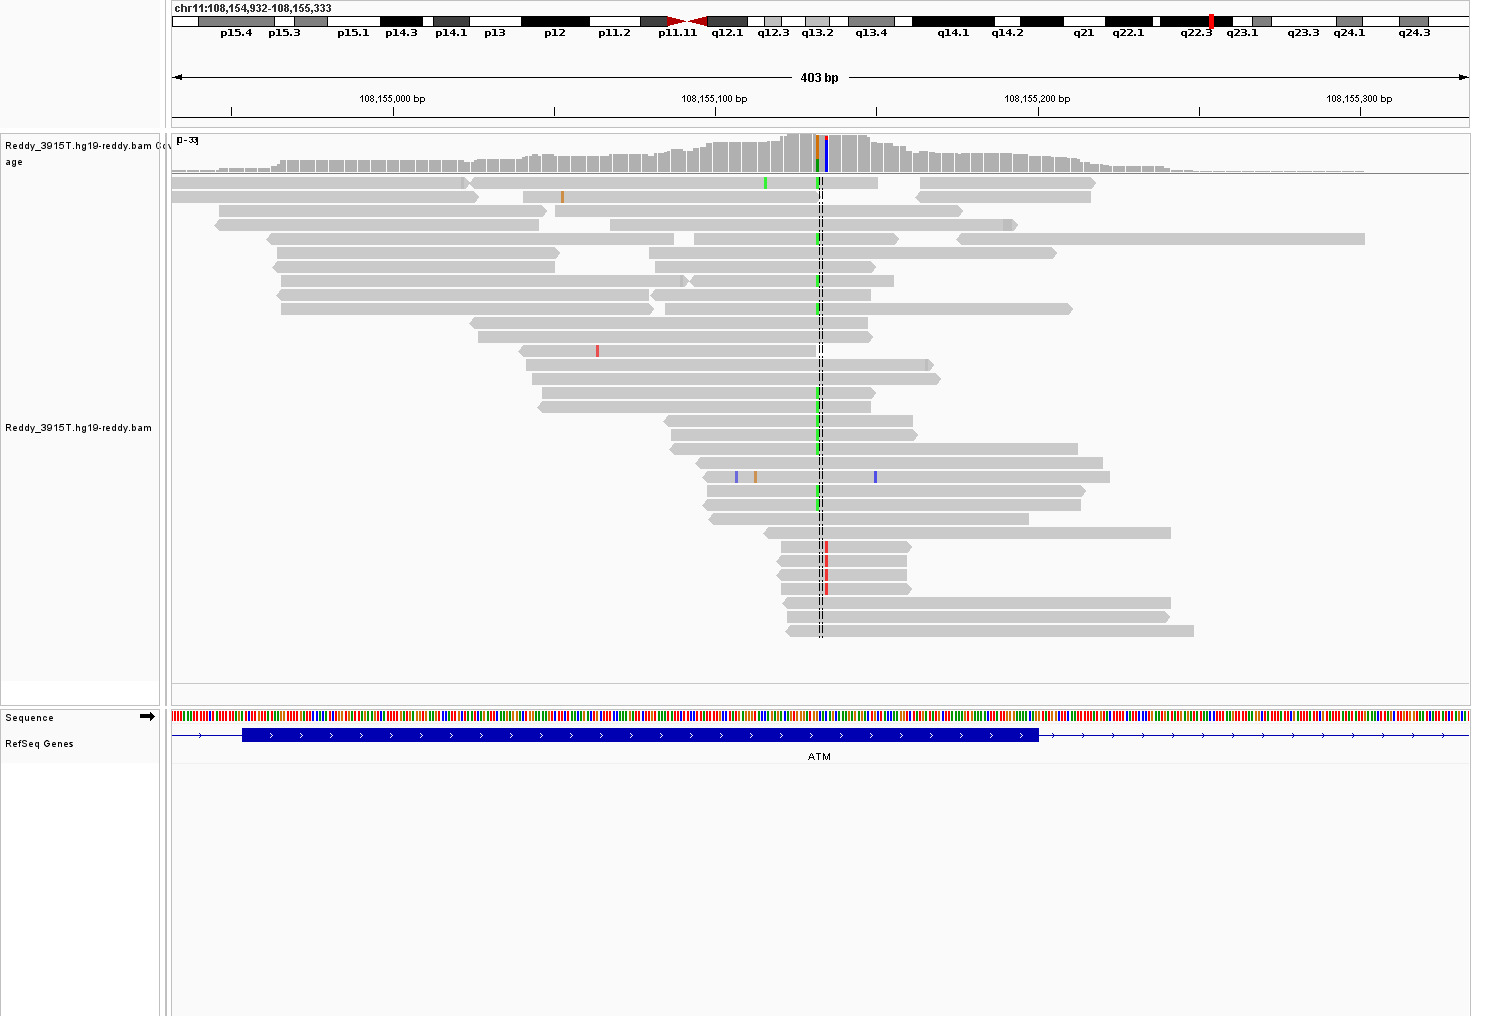 chr11:108,154,932-108,155,333
p15.4 p15.3 p15.1 p14.3 p14.1 p13 p12 p11.2 p11.11 q12.1 q12.3 q13.2 q13.4 q14.1 q14.2 q21 q22.1 q22.3 q23.1 q23.3 q24.1 q24.3
403 bp
108,155,000 bp 108,155,100 bp 108,155,200 bp 108,155,300 bp
[0-33]
Reddy_3915T.hg19-reddy.bam Cov
age
Reddy_3915T.hg19-reddy.bam
Sequence
RefSeq Genes
ATM